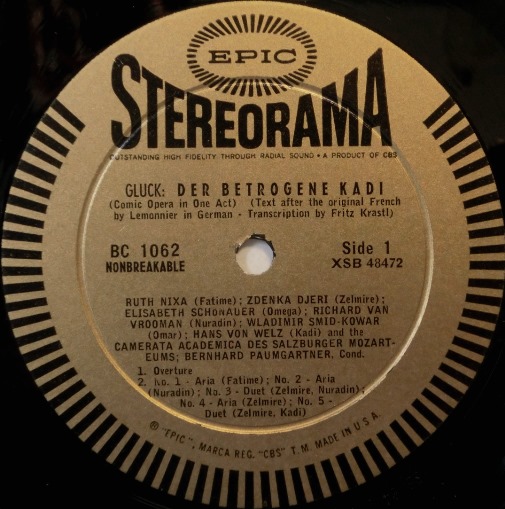 EPIC
STEREORAMA
OUTSTANDING HIGH FIDELITY THROUGH RADIAL SOUND • A PRODUCT OF CBS
GLUCK: DER BETROGENE KADI
(Comic Opera in One Act) (Text after the original French
by Lemonnier in German - Transcription by Fritz Krastl)
BC 1062
NONBREAKABLE
Side 1
XSB 48472
RUTH NIXA (Fatime); ZDENKA DJERI (Zelmire);
ELISABETH SCHONAUER (Omega); RICHARD VAN
VROOMAN (Nuradin); WLADIMIR SMID-KOWAR
(Omar); HANS VON WELZ (Kadi) and the
CAMERATA ACADEMICA DES SALZBURGER MOZART-
EUMS; BERNHARD PAUMGARTNER, Cond.
1. Overture
2. No. 1 - Aria (Fatime); No. 2 - Aria
(Nuradin); No. 3 - Duet (Zelmire, Nuradin);
No. 4 - Aria (Zelmire); No. 5 -
Duet (Zelmire, Kadi)
® "EPIC", MARCA REG. "CBS" T.M. MADE IN U.S.A.